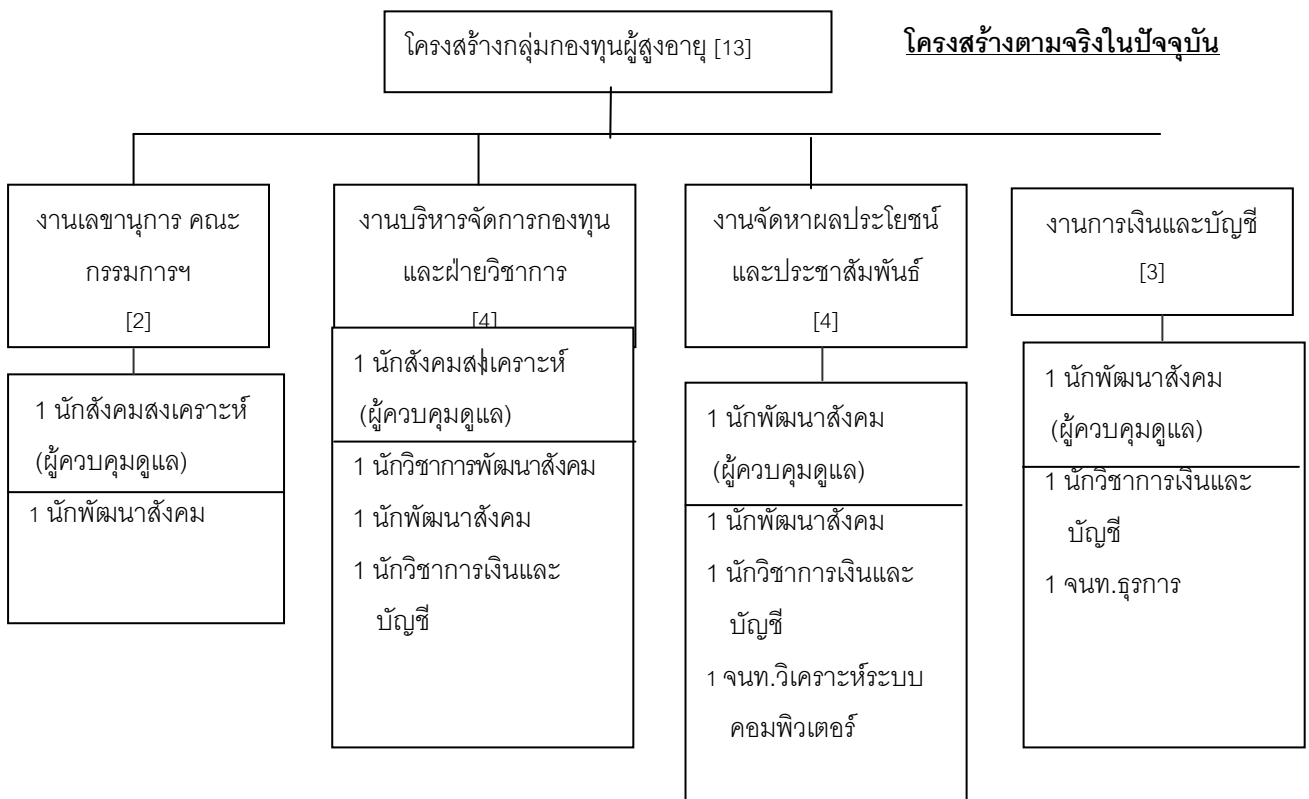 โครงสร้างกลุ่มกองทุนผู้สูงอายุ [13]
โครงสร้างตามจริงในปัจจุบัน
งานเลขานุการ คณะ
กรรมการฯ
[2]
1 นักสังคมสงเคราะห์
(ผู้ควบคุมดูแล)
1 นักพัฒนาสังคม
งานบริหารจัดการกองทุน
และฝ่ายวิชาการ
[4]
1 นักสังคมสงเคราะห์
(ผู้ควบคุมดูแล)
1 นักวิชาการพัฒนาสังคม
1 นักพัฒนาสังคม
1 นักวิชาการเงินและ
บัญชี
งานจัดหาผลประโยชน์
และประชาสัมพันธ์
[4]
1 นักพัฒนาสังคม
(ผู้ควบคุมดูแล)
1 นักพัฒนาสังคม
1 นักวิชาการเงินและ
บัญชี
1 จนท.วิเคราะห์ระบบ
คอมพิวเตอร์
งานการเงินและบัญชี
[3]
1 นักพัฒนาสังคม
(ผู้ควบคุมดูแล)
1 นักวิชาการเงินและ
บัญชี
1 จนท.ธุรการ